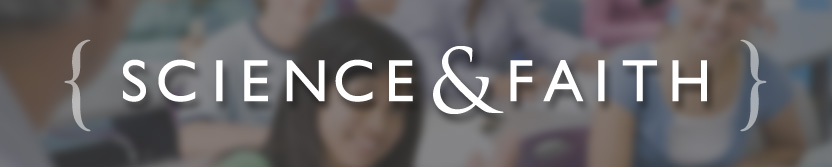 { SCIENCE & FAITH }